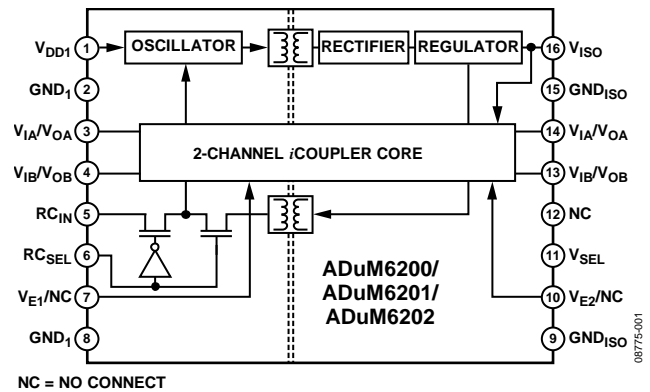 OSCILLATOR
RECTIFIER
REGULATOR
VDD1 1
16 VISO
GND1 2
15 GNDISO
VIA/VOA 3
14 VIA/VOA
2-CHANNEL iCOUPLER CORE
VIB/VOB 4
13 VIB/VOB
RCIN 5
12 NC
RCSEL 6
11 VSEL
ADuM6200/
ADuM6201/
ADuM6202
VE1/NC 7
10 VE2/NC
GND1 8
9 GNDISO
NC = NO CONNECT
08775-001